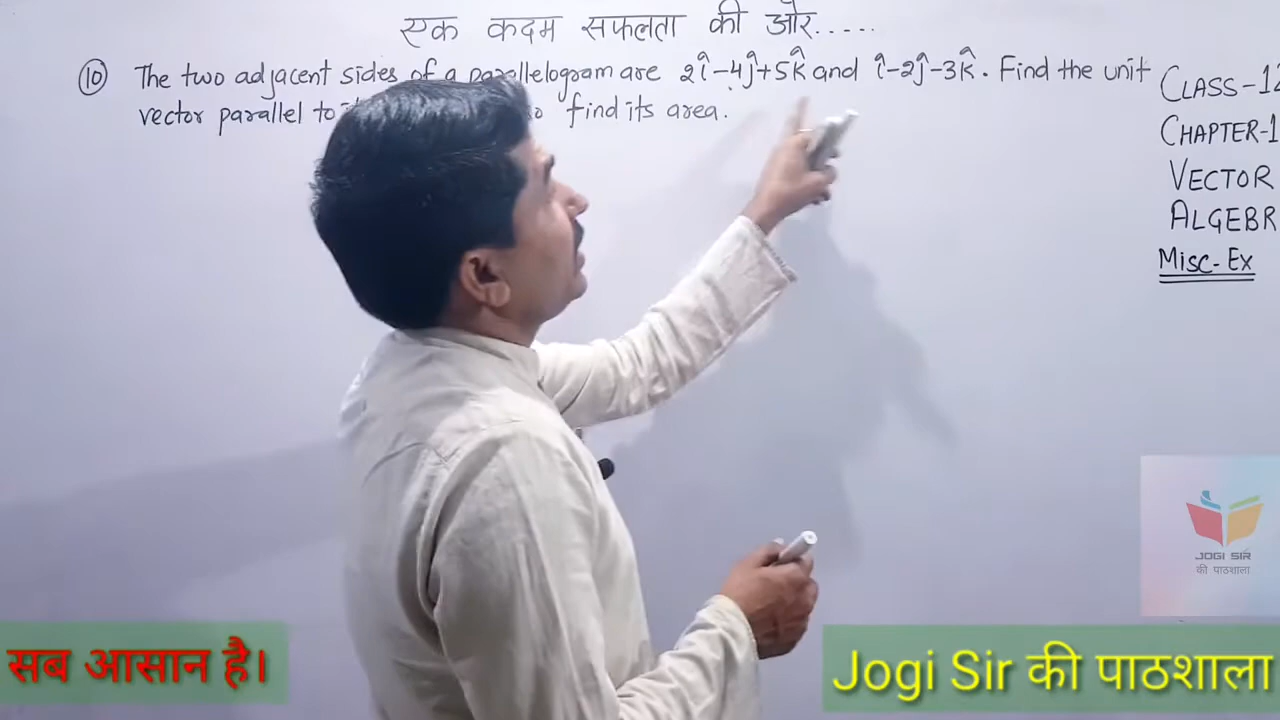 एक कदम सफलता की ओर.....
⑩ The two adjacent sides of a parallelogram are 2î-4ĵ+5k̂ and î-2ĵ-3k̂. Find the unit
vector parallel to find its area.
CLASS-12
CHAPTER-1
VECTOR
ALGEBR
MISC-EX
JOGI SIR
की पाठशाला
सब आसान है।
Jogi Sir की पाठशाला